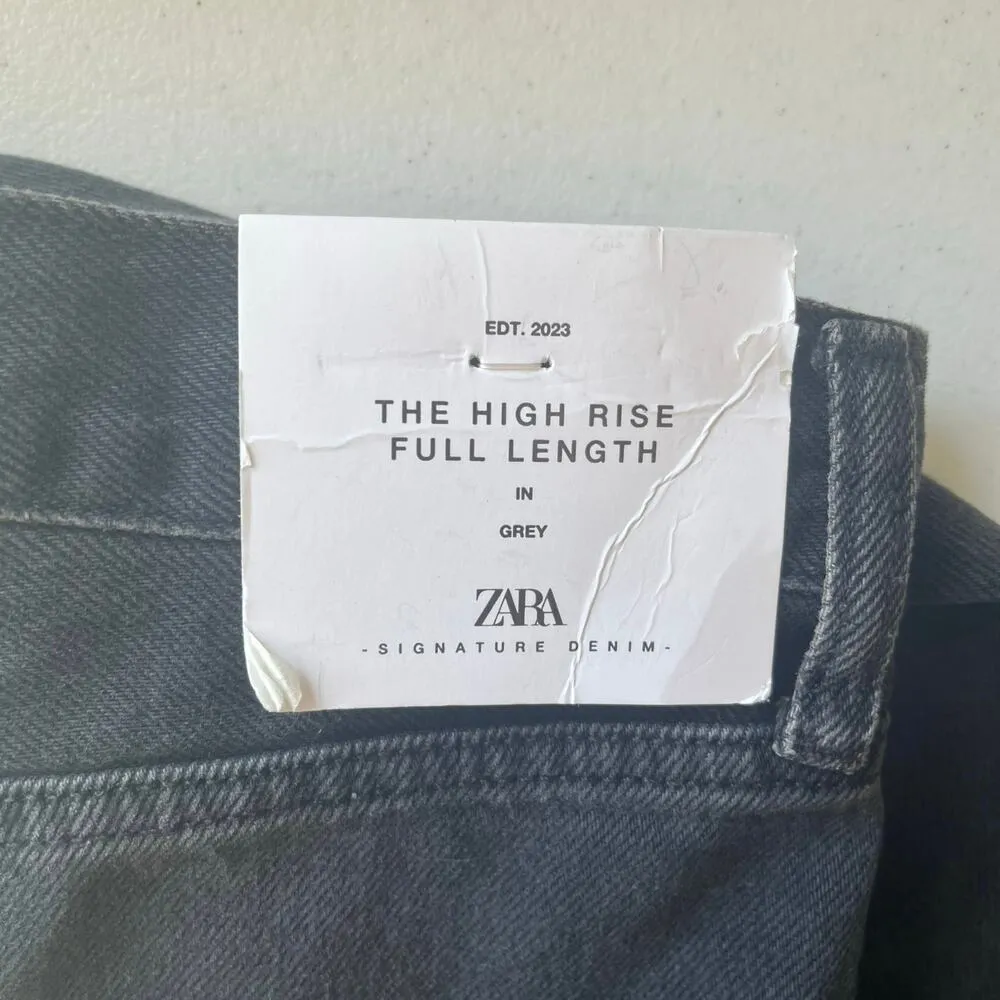 EDT. 2023
THE HIGH RISE
FULL LENGTH
IN
GREY
ZARA
-SIGNATURE DENIM-